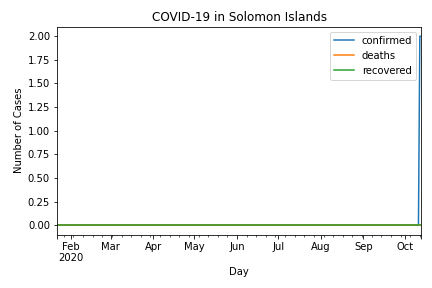 COVID-19 in Solomon Islands
confirmed
deaths
recovered
2.00
1.75
1.50
1.25
1.00
0.75
0.50
0.25
0.00
Number of Cases
Feb Mar Apr May Jun Jul Aug Sep Oct
2020
Day